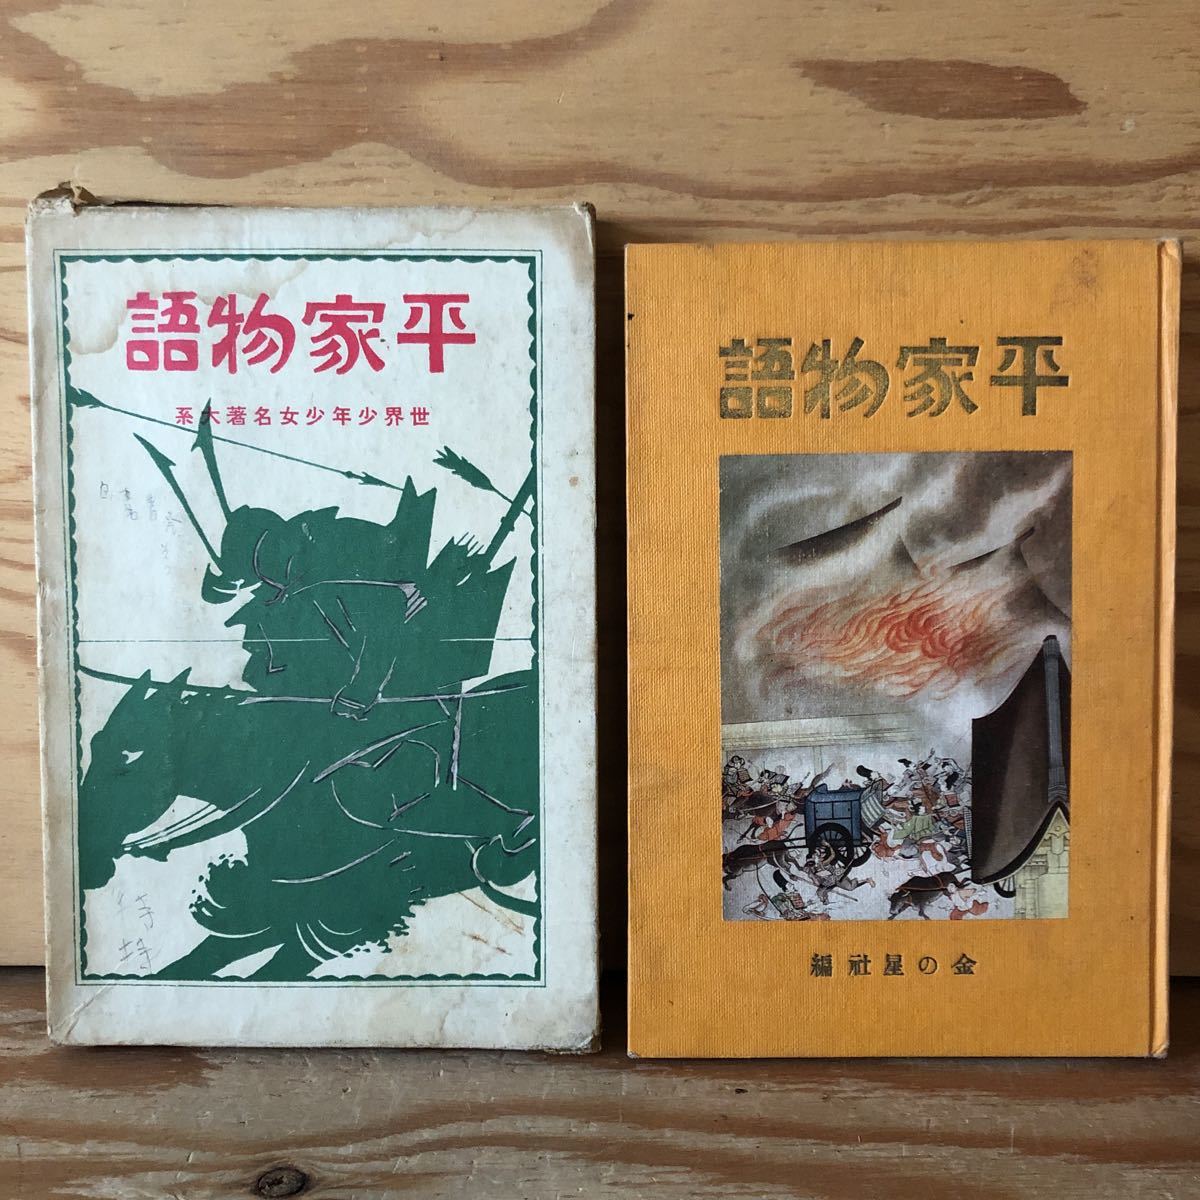 平家物語
世界少年少女名著大系
平家物語
金の星社編